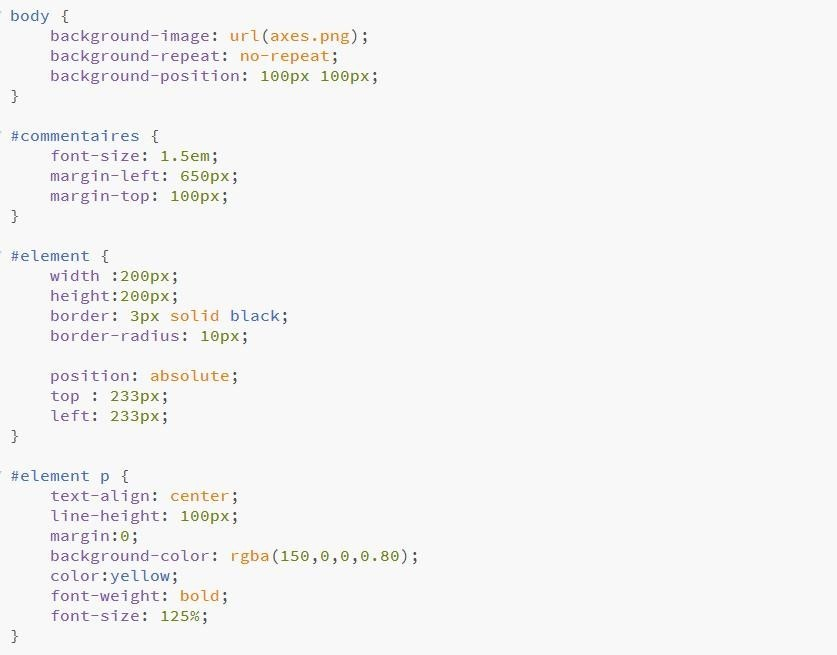 body {
    background-image: url(axes.png);
    background-repeat: no-repeat;
    background-position: 100px 100px;
}

#commentaires {
    font-size: 1.5em;
    margin-left: 650px;
    margin-top: 100px;
}

#element {
    width :200px;
    height:200px;
    border: 3px solid black;
    border-radius: 10px;

    position: absolute;
    top : 233px;
    left: 233px;
}

#element p {
    text-align: center;
    line-height: 100px;
    margin:0;
    background-color: rgba(150,0,0,0.80);
    color:yellow;
    font-weight: bold;
    font-size: 125%;
}